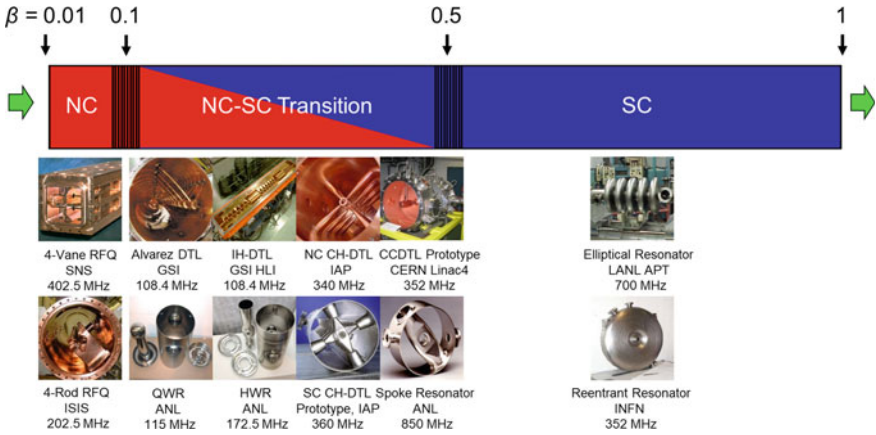 β = 0.01 0.1 0.5 1
NC NC-SC Transition SC
4-Vane RFQ
SNS
402.5 MHz
Alvarez DTL
GSI
108.4 MHz
IH-DTL
GSI HLI
108.4 MHz
NC CH-DTL
IAP
340 MHz
CCDTL Prototype
CERN Linac4
352 MHz
Elliptical Resonator
LANL APT
700 MHz
4-Rod RFQ
ISIS
202.5 MHz
QWR
ANL
115 MHz
HWR
ANL
172.5 MHz
SC CH-DTL
Prototype, IAP
360 MHz
Spoke Resonator
ANL
850 MHz
Reentrant Resonator
INFN
352 MHz